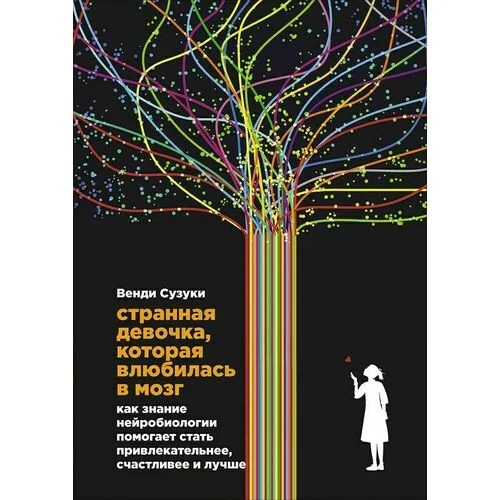 Венди Сузуки
странная
девочка,
которая
влюбилась
в мозг
как знание
нейробиологии
помогает стать
привлекательнее,
счастливее и лучше